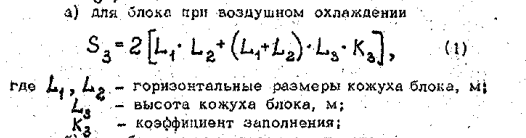 а) для блока при воздушном охлаждении
S₃=2[L₁·L₂+(L₁+L₂)·L₃·K₃], (1)
где L₁, L₂ – горизонтальные размеры кожуха блока, м;
L₃ – высота кожуха блока, м;
K₃ – коэффициент заполнения;